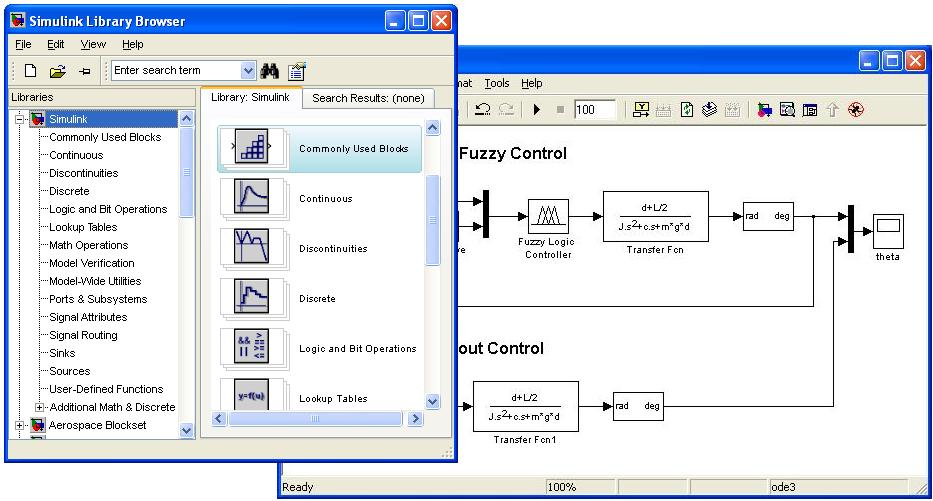 Simulink Library Browser
File Edit View Help
Enter search term
Libraries
Simulink
Commonly Used Blocks
Continuous
Discontinuities
Discrete
Logic and Bit Operations
Lookup Tables
Math Operations
Model Verification
Model-Wide Utilities
Ports & Subsystems
Signal Attributes
Signal Routing
Sinks
Sources
User-Defined Functions
Additional Math & Discrete
Aerospace Blockset
Library: Simulink Search Results: (none)
Commonly Used Blocks
Continuous
Discontinuities
Discrete
&& >=
|| <=
Logic and Bit Operations
y=f(u)
Lookup Tables
mat Tools Help
100
Fuzzy Control
ve
Fuzzy Logic
Controller
d+L/2
J.s2+c.s+m*g*d
Transfer Fcn
rad deg
theta
out Control
d+L/2
J.s2+c.s+m*g*d
Transfer Fcn1
rad deg
Ready 100% ode3